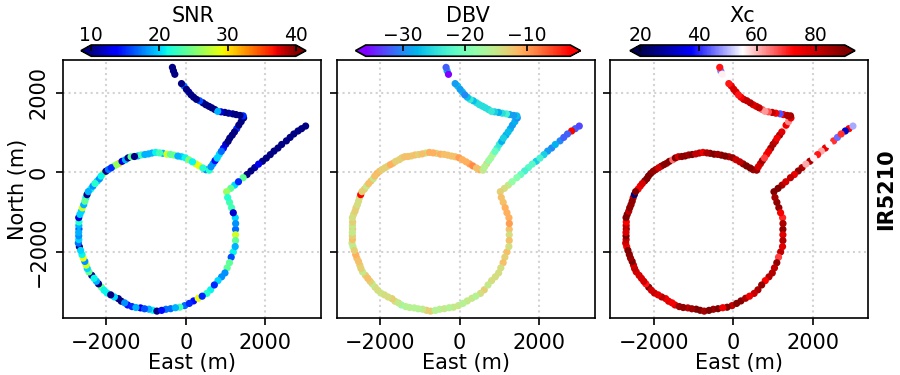 SNR DBV Xc
10 20 30 40 −30 −20 −10 20 40 60 80
2000
0
−2000
North (m)
IR5210
−2000 0 2000 −2000 0 2000 −2000 0 2000
East (m) East (m) East (m)